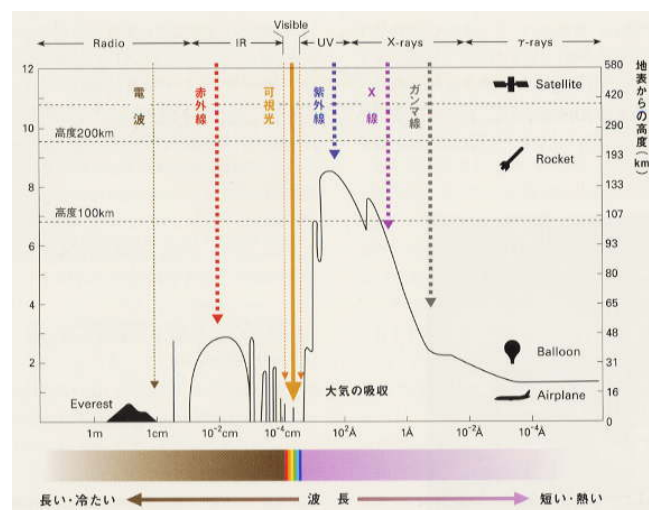 Visible
Radio
IR
UV
X-rays
γ-rays
12
10
8
6
4
2
580
420
290
193
133
107
93
80
65
48
31
16
0
地表からの高度(km)
電波
赤外線
可視光
紫外線
X線
ガンマ線
高度200km
高度100km
Satellite
Rocket
Balloon
Airplane
Everest
大気の吸収
1m
1cm
10⁻²cm
10⁻⁴cm
10²Å
1Å
10⁻²Å
10⁻⁴Å
長い・冷たい
波長
短い・熱い